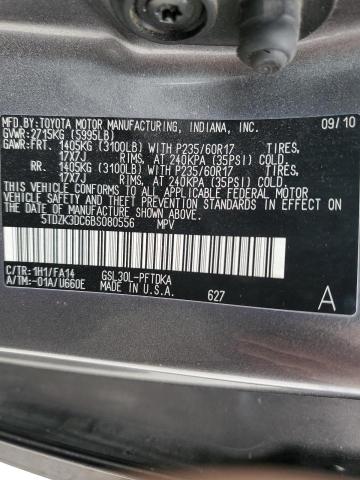 MFD.BY:TOYOTA MOTOR MANUFACTURING, INDIANA, INC. 09/10
GVWR:2715KG (5995LB)
GAWR:FRT. 1405KG (3100LB) WITH P235/60R17 TIRES,
17X7J RIMS, AT 240KPA (35PSI) COLD.
RR. 1405KG (3100LB) WITH P235/60R17 TIRES,
17X7J RIMS, AT 240KPA (35PSI) COLD.
THIS VEHICLE CONFORMS TO ALL APPLICABLE FEDERAL MOTOR
VEHICLE SAFETY AND THEFT PREVENTION STANDARDS IN
EFFECT ON THE DATE OF MANUFACTURE SHOWN ABOVE.
5TDZK3DC6BS080556 MPV
C/TR:1H1/FA14 GSL30L-PFTDKA
A/TM:-01A/U660E MADE IN U.S.A. 627 A